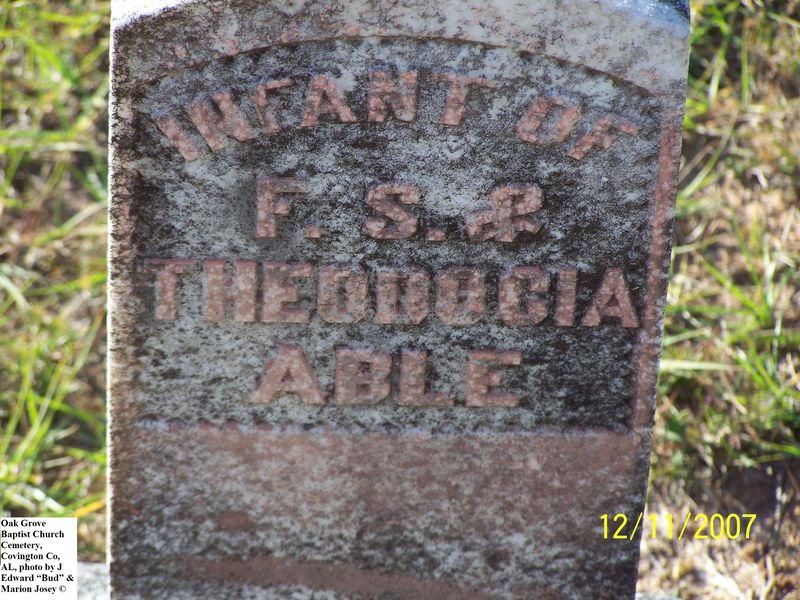 INFANT OF
F. S. &
THEODOCIA
ABLE
12/11/2007
Oak Grove
Baptist Church
Cemetery,
Covington Co,
AL, photo by J
Edward “Bud” &
Marion Josey ©